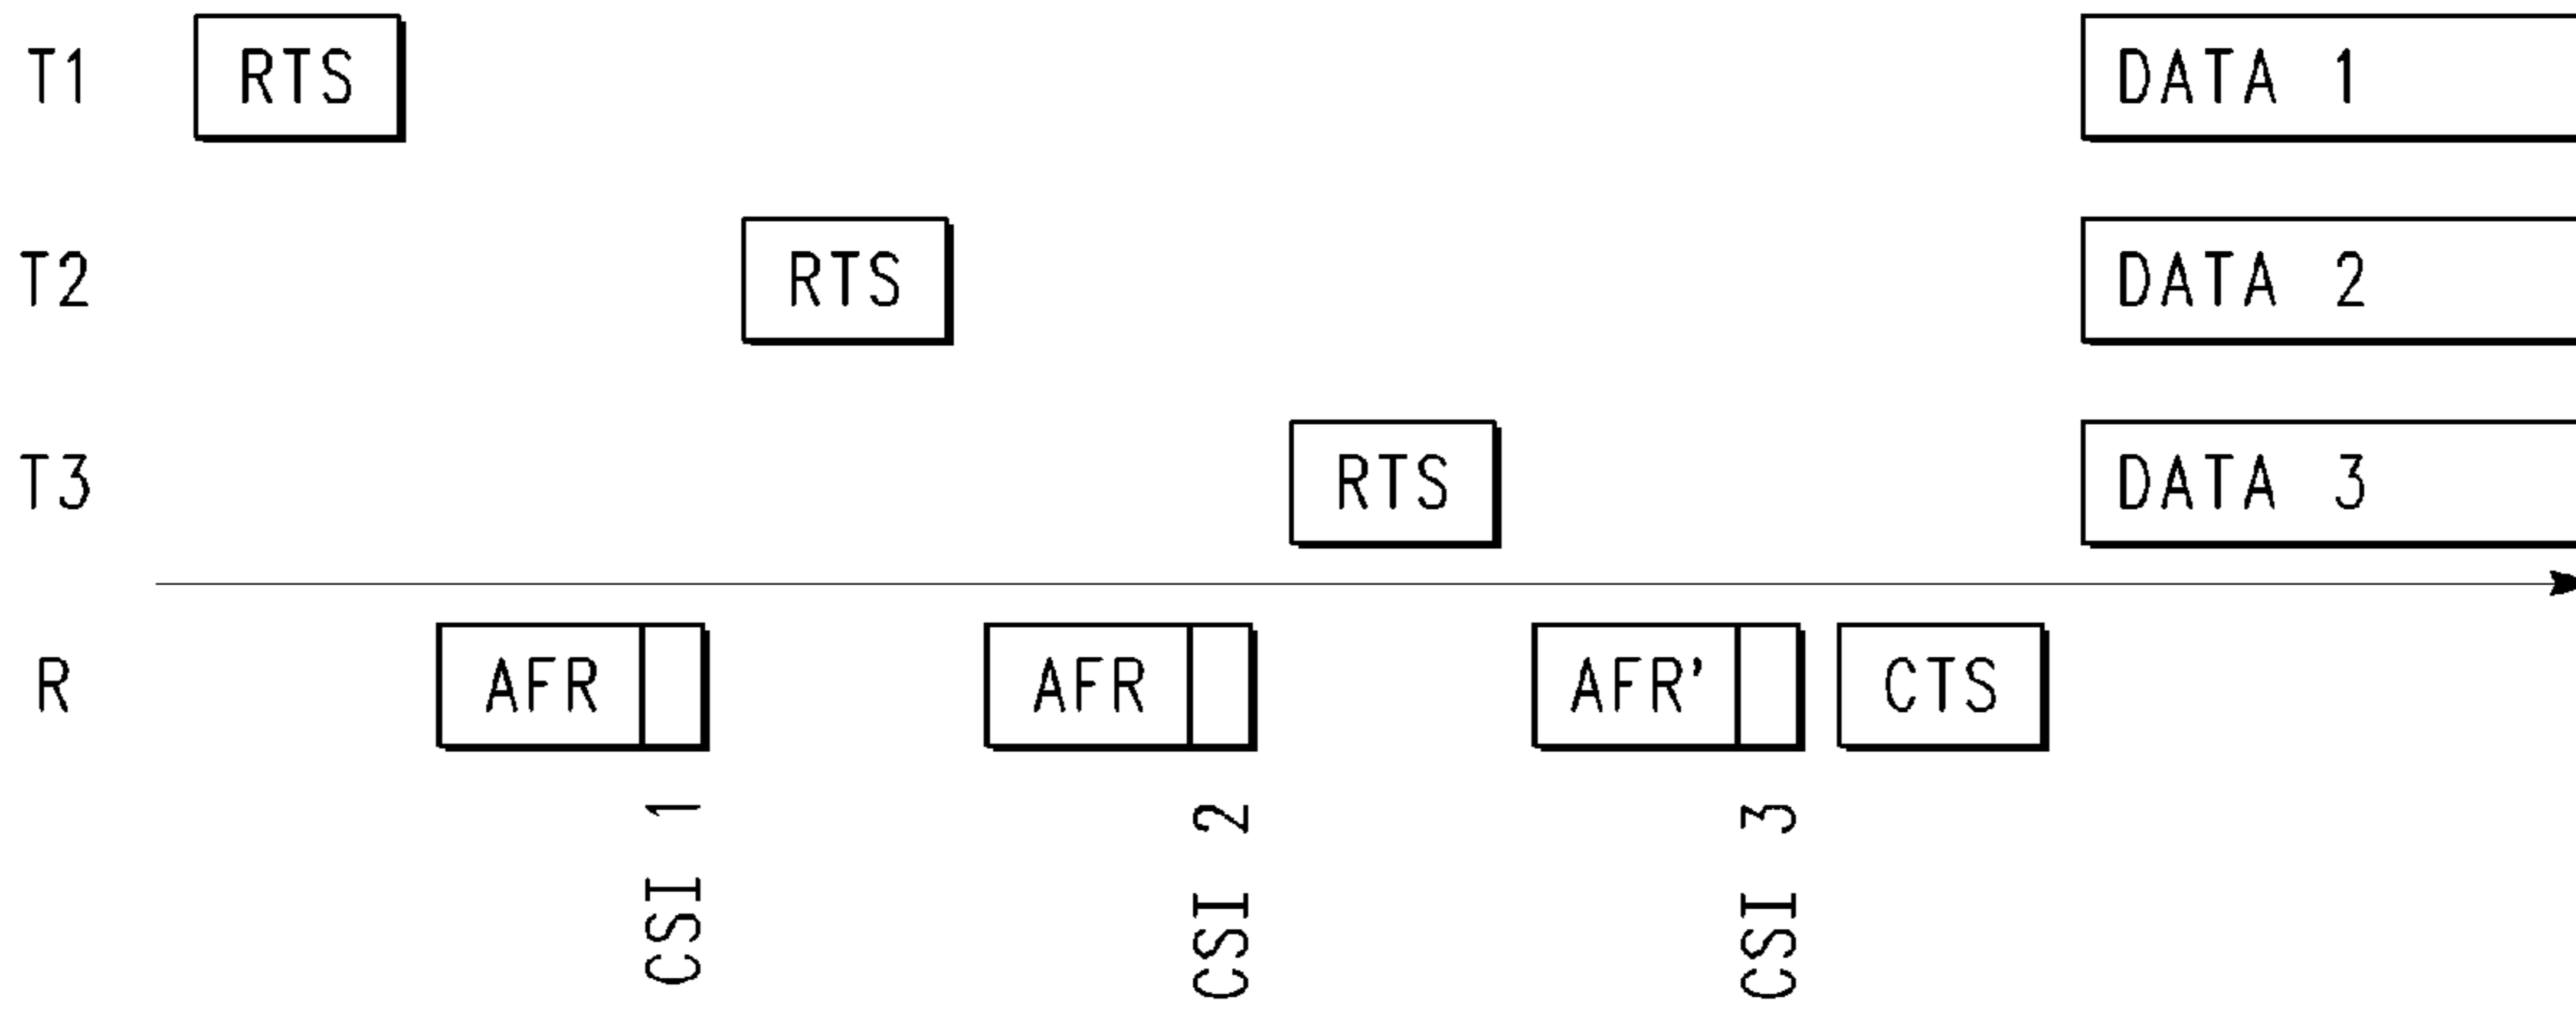 T1 RTS DATA 1
T2 RTS DATA 2
T3 RTS DATA 3
R AFR AFR AFR' CTS
CSI 1
CSI 2
CSI 3